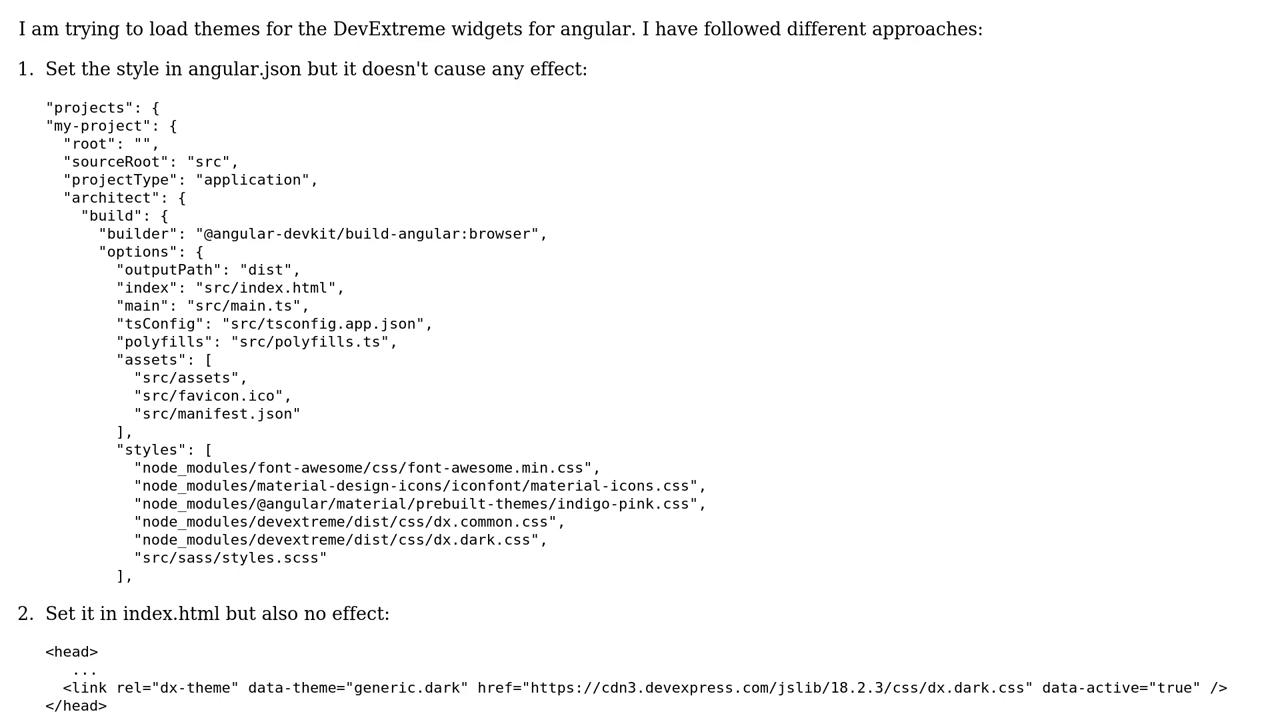 I am trying to load themes for the DevExtreme widgets for angular. I have followed different approaches:
1. Set the style in angular.json but it doesn't cause any effect:
"projects": {
"my-project": {
  "root": "",
  "sourceRoot": "src",
  "projectType": "application",
  "architect": {
    "build": {
      "builder": "@angular-devkit/build-angular:browser",
      "options": {
        "outputPath": "dist",
        "index": "src/index.html",
        "main": "src/main.ts",
        "tsConfig": "src/tsconfig.app.json",
        "polyfills": "src/polyfills.ts",
        "assets": [
          "src/assets",
          "src/favicon.ico",
          "src/manifest.json"
        ],
        "styles": [
          "node_modules/font-awesome/css/font-awesome.min.css",
          "node_modules/material-design-icons/iconfont/material-icons.css",
          "node_modules/@angular/material/prebuilt-themes/indigo-pink.css",
          "node_modules/devextreme/dist/css/dx.common.css",
          "node_modules/devextreme/dist/css/dx.dark.css",
          "src/sass/styles.scss"
        ],
2. Set it in index.html but also no effect:
<head>
   ...
  <link rel="dx-theme" data-theme="generic.dark" href="https://cdn3.devexpress.com/jslib/18.2.3/css/dx.dark.css" data-active="true" />
</head>